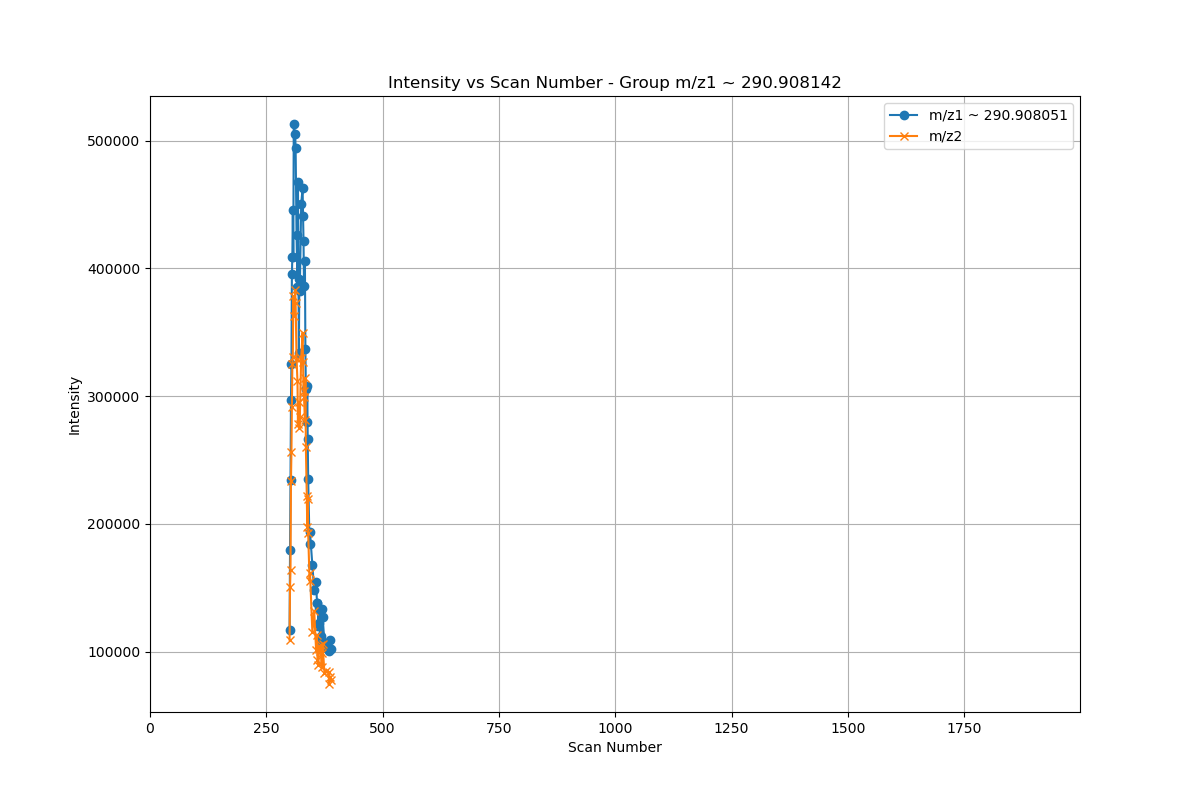 Intensity vs Scan Number - Group m/z1 ~ 290.908142
m/z1 ~ 290.908051
m/z2
500000
400000
300000
200000
100000
Intensity
0 250 500 750 1000 1250 1500 1750
Scan Number